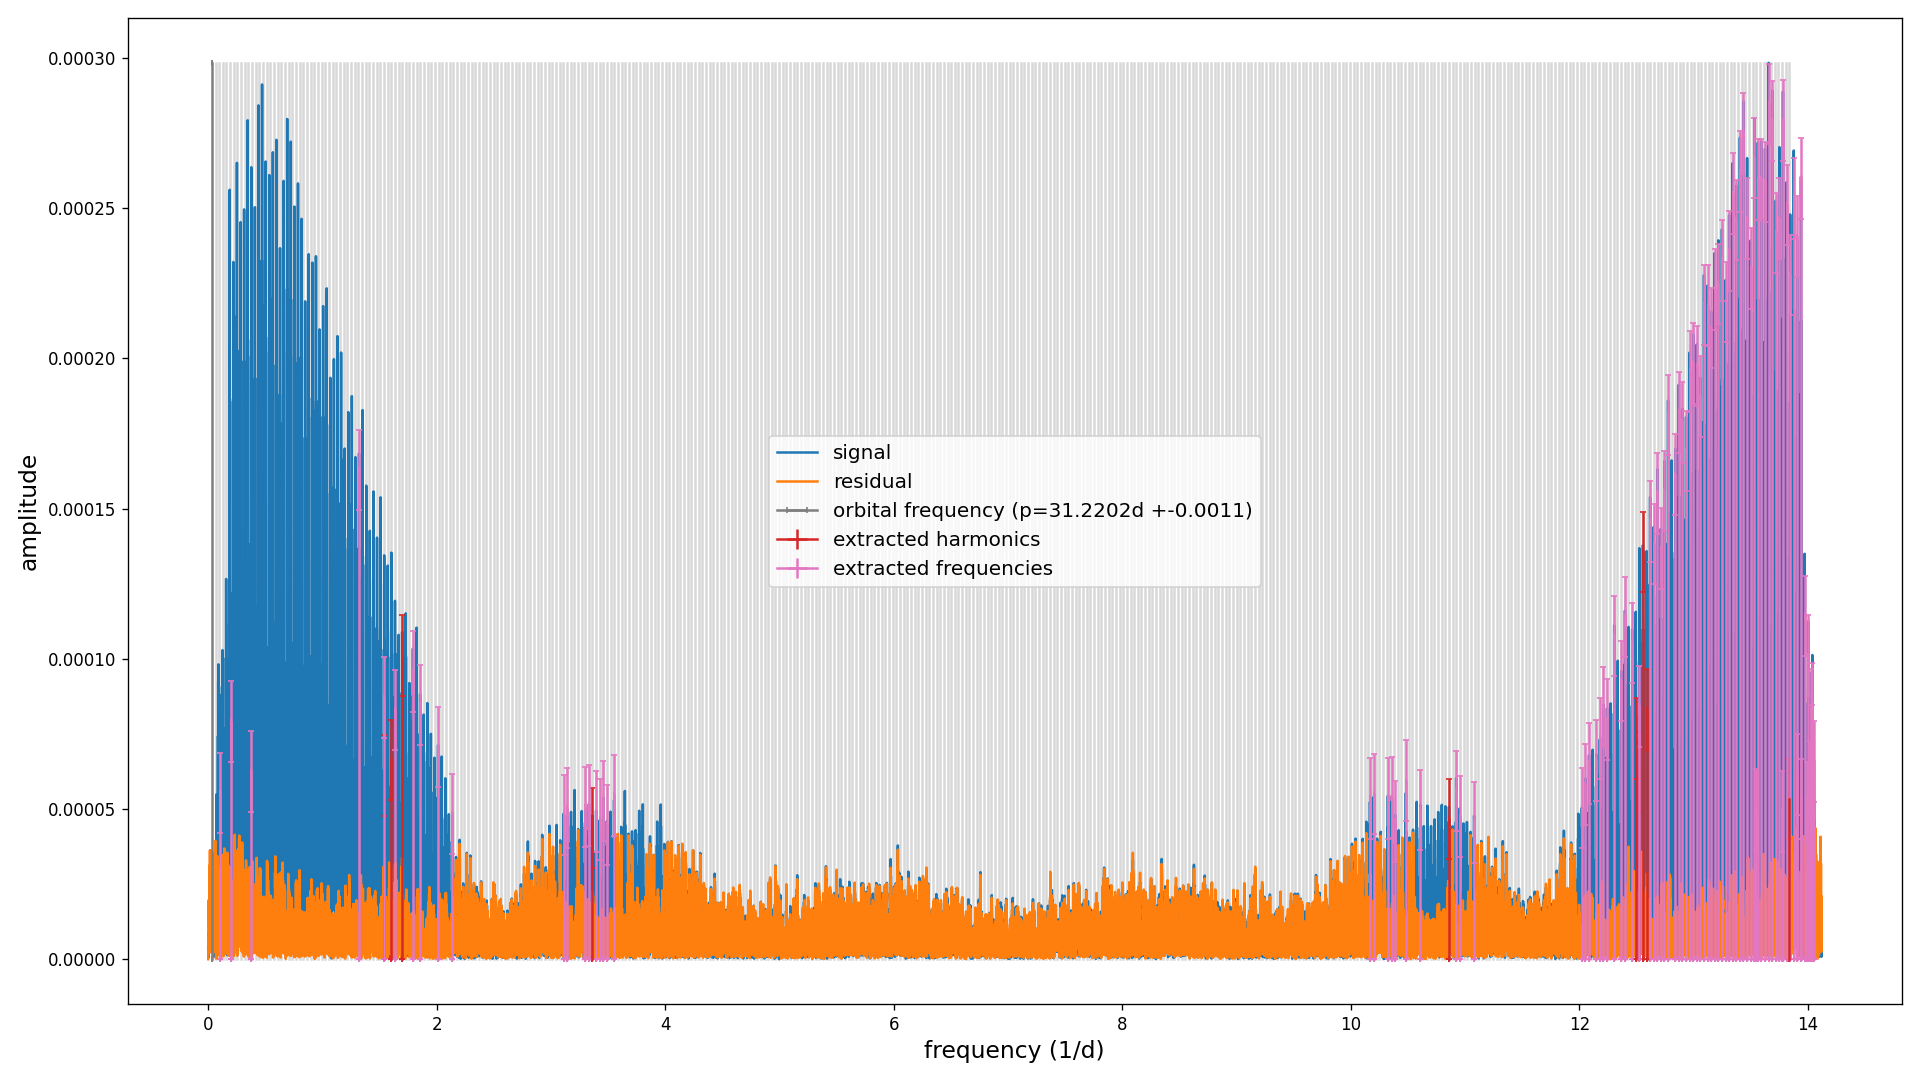 0.00030
0.00025
0.00020
0.00015
0.00010
0.00005
0.00000
amplitude
signal
residual
orbital frequency (p=31.2202d +-0.0011)
extracted harmonics
extracted frequencies
0 2 4 6 8 10 12 14
frequency (1/d)